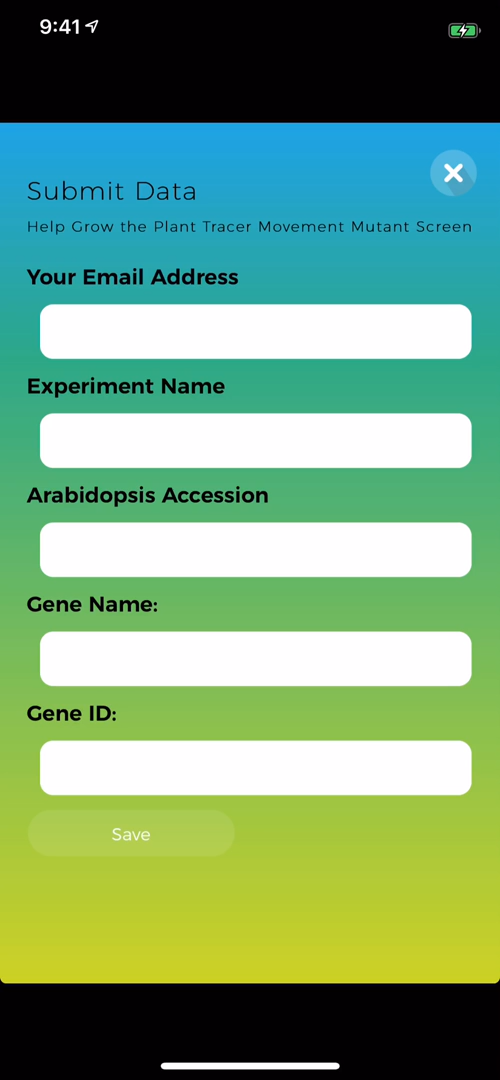 9:41
Submit Data
Help Grow the Plant Tracer Movement Mutant Screen
Your Email Address
Experiment Name
Arabidopsis Accession
Gene Name:
Gene ID:
Save